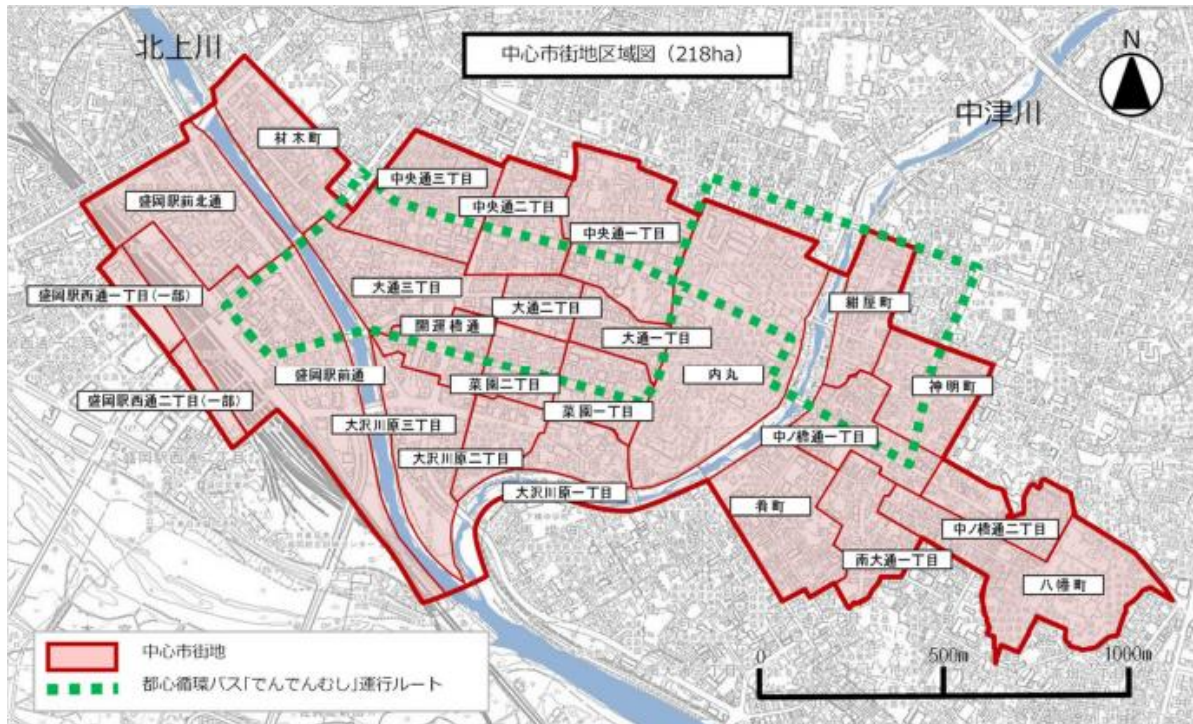 北上川
中心市街地区域図（218ha）
N
中津川
材木町
中央通三丁目
盛岡駅前北通
中央通二丁目
中央通一丁目
大通三丁目
盛岡駅西通一丁目(一部)
大通二丁目
紺屋町
開運橋通
大通一丁目
盛岡駅前通
内丸
菜園二丁目
神明町
盛岡駅西通二丁目(一部)
菜園一丁目
大沢川原三丁目
中ノ橋通一丁目
大沢川原二丁目
大沢川原一丁目
肴町
中ノ橋通二丁目
南大通一丁目
八幡町
中心市街地
都心循環バス「でんでんむし」運行ルート
0 500m 1000m